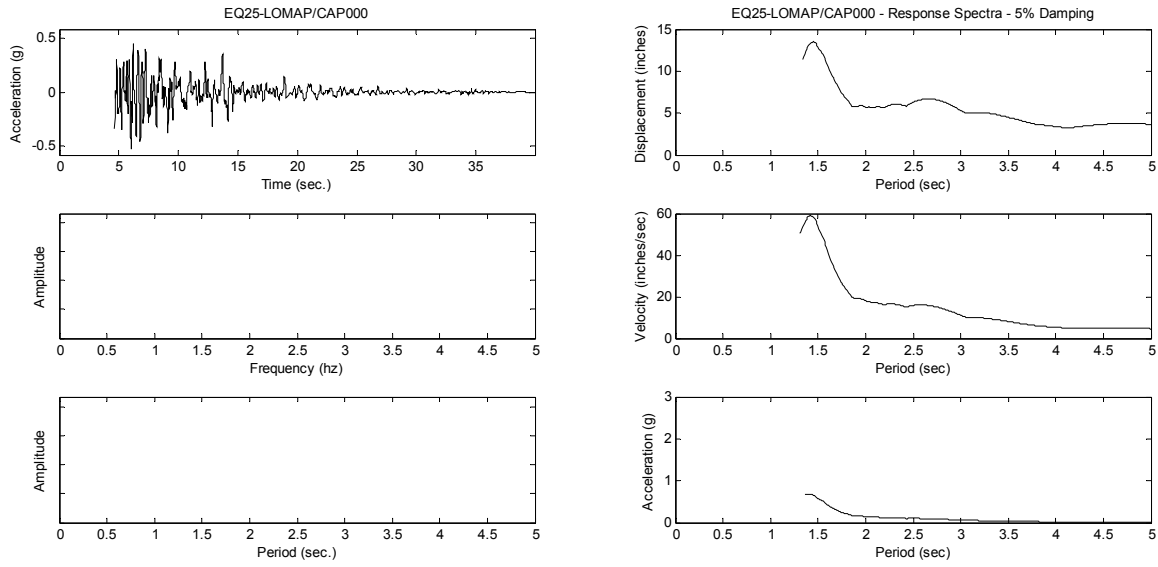 EQ25-LOMAP/CAP000
0.5
0
-0.5
Acceleration (g)
0 5 10 15 20 25 30 35
Time (sec.)
Amplitude
0 0.5 1 1.5 2 2.5 3 3.5 4 4.5 5
Frequency (hz)
Amplitude
0 0.5 1 1.5 2 2.5 3 3.5 4 4.5 5
Period (sec.)
EQ25-LOMAP/CAP000 - Response Spectra - 5% Damping
15
10
5
0
Displacement (inches)
0 0.5 1 1.5 2 2.5 3 3.5 4 4.5 5
Period (sec)
60
40
20
0
Velocity (inches/sec)
0 0.5 1 1.5 2 2.5 3 3.5 4 4.5 5
Period (sec)
3
2
1
0
Acceleration (g)
0 0.5 1 1.5 2 2.5 3 3.5 4 4.5 5
Period (sec)